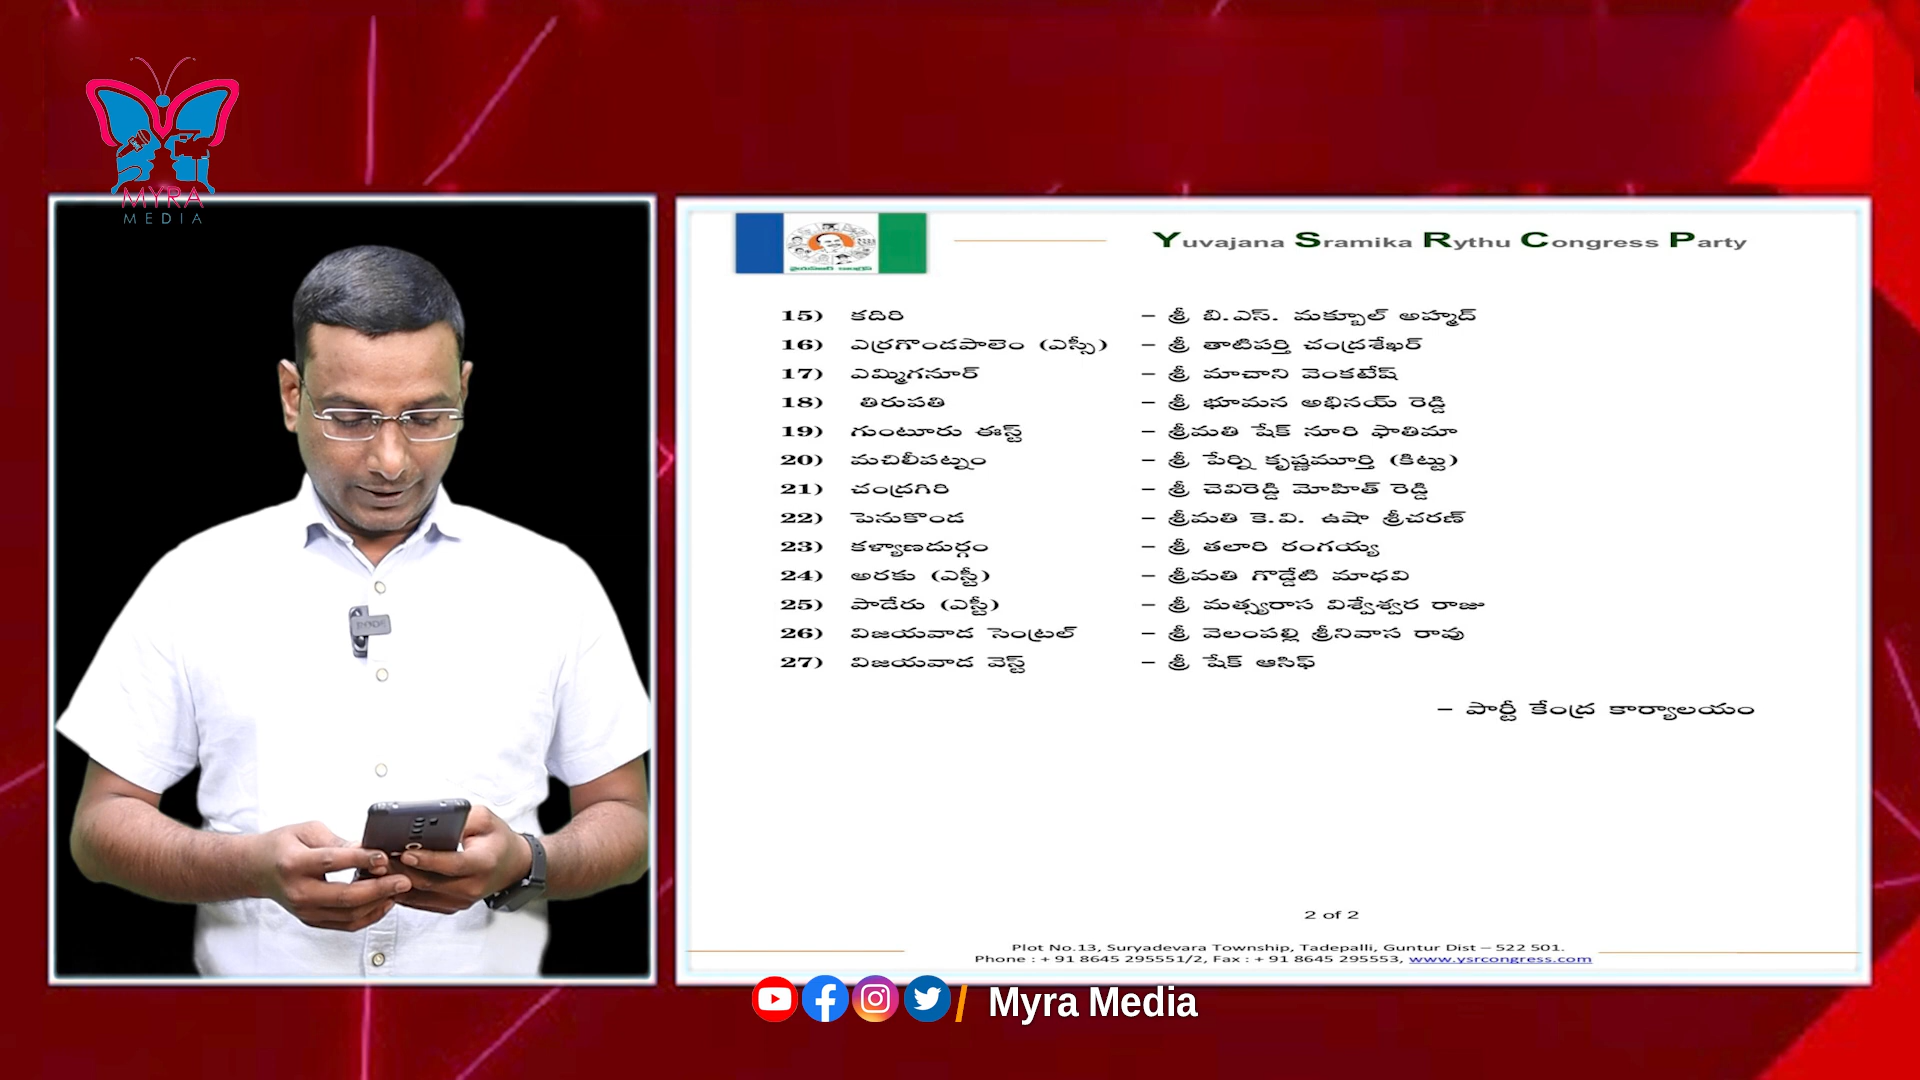 MYRA
MEDIA
Yuvajana Sramika Rythu Congress Party
15) కదిరి – శ్రీ బి.ఎస్. మక్బూల్ అహ్మద్
16) ఎర్రగొండపాలెం (ఎస్సీ) – శ్రీ తాటిపర్తి చంద్రశేఖర్
17) ఎమ్మిగనూర్ – శ్రీ మాచాని వెంకటేష్
18) తిరుపతి – శ్రీ భూమన అభినయ్ రెడ్డి
19) గుంటూరు ఈస్ట్ – శ్రీమతి షేక్ నూరి ఫాతిమా
20) మచిలీపట్నం – శ్రీ పేర్ని కృష్ణమూర్తి (కిట్టు)
21) చంద్రగిరి – శ్రీ చెవిరెడ్డి మోహిత్ రెడ్డి
22) పెనుకొండ – శ్రీమతి కె.వి. ఉషా శ్రీచరణ్
23) కళ్యాణదుర్గం – శ్రీ తలారి రంగయ్య
24) అరకు (ఎస్టీ) – శ్రీమతి గొడ్డేటి మాధవి
25) పాడేరు (ఎస్టీ) – శ్రీ మత్స్యరాస విశ్వేశ్వర రాజు
26) విజయవాడ సెంట్రల్ – శ్రీ వెలంపల్లి శ్రీనివాస రావు
27) విజయవాడ వెస్ట్ – శ్రీ షేక్ ఆసిఫ్
– పార్టీ కేంద్ర కార్యాలయం
2 of 2
Plot No.13, Suryadevara Township, Tadepalli, Guntur Dist – 522 501.
Phone : + 91 8645 295551/2, Fax : + 91 8645 295553, www.ysrcongress.com
/ Myra Media